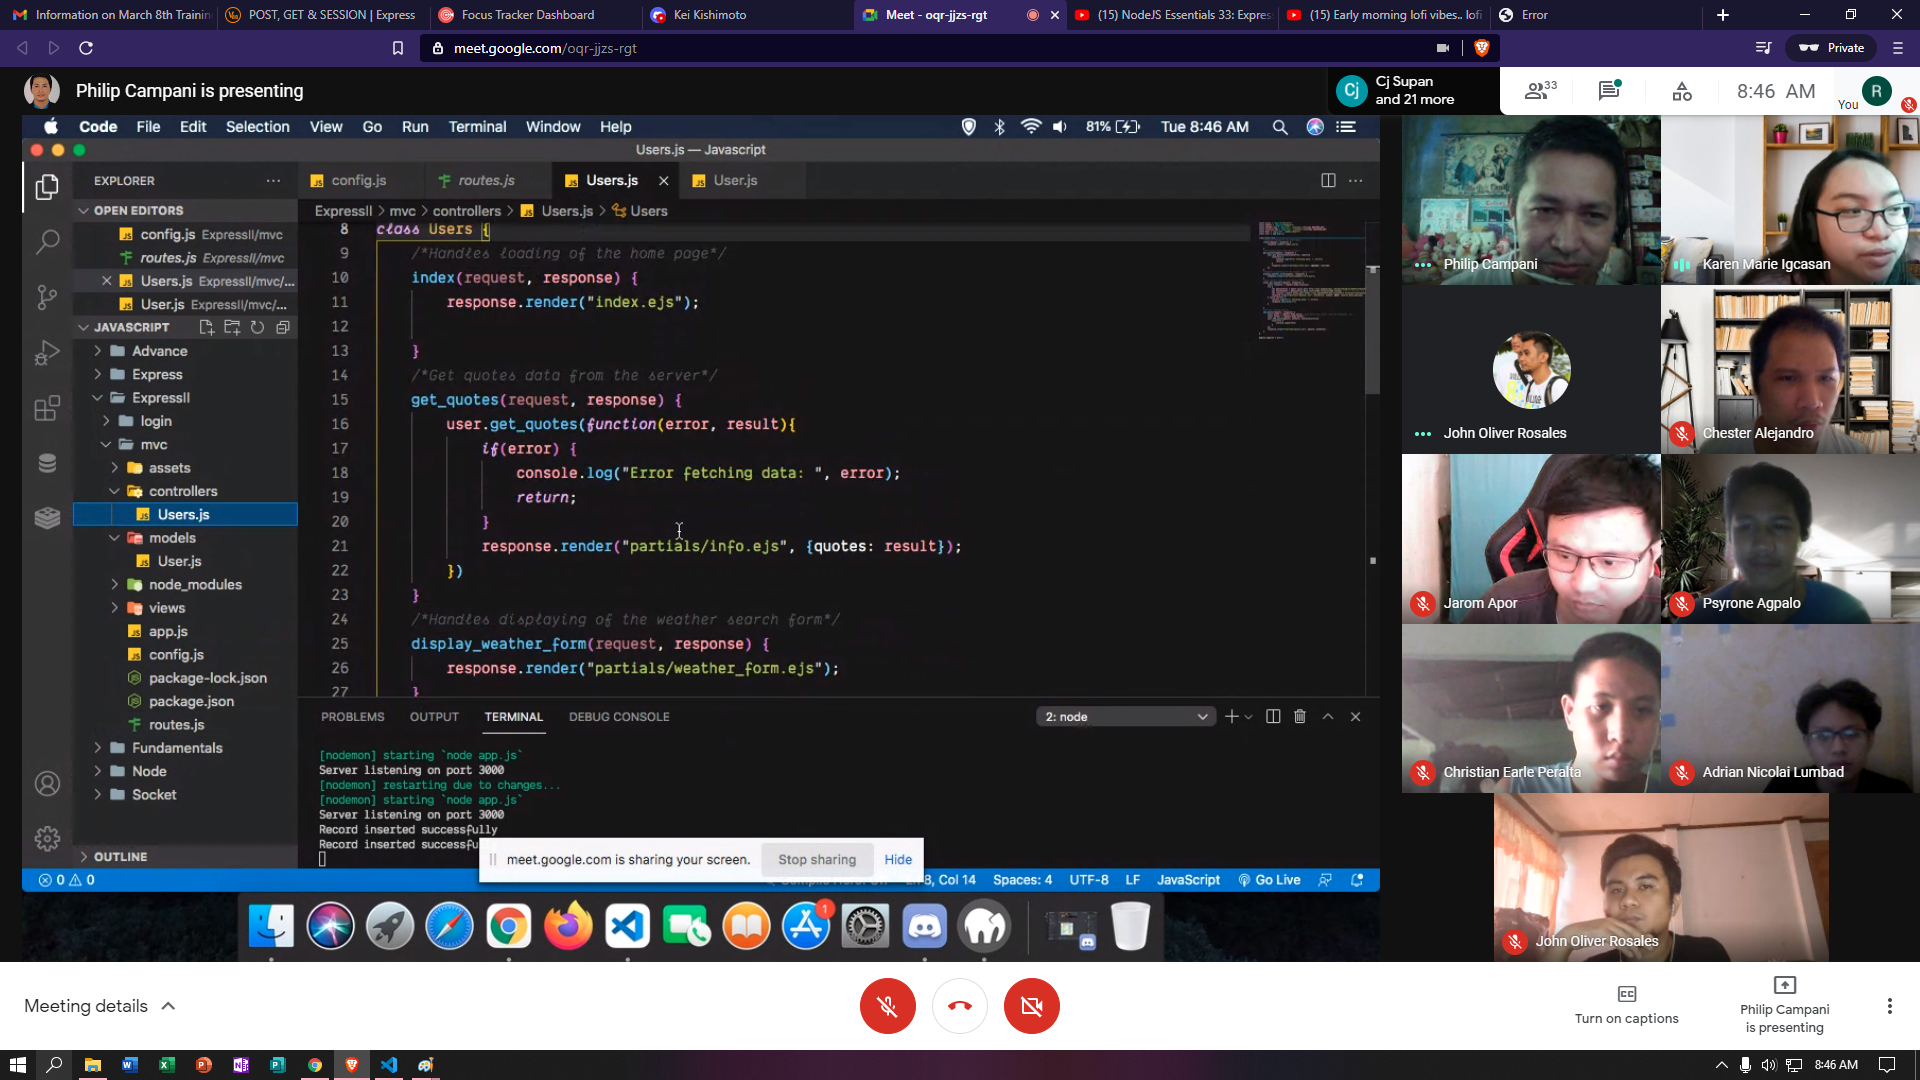 Information on March 8th Trainin
POST, GET & SESSION | Express
Focus Tracker Dashboard
Kei Kishimoto
Meet - oqr-jjzs-rgt
(15) NodeJS Essentials 33: Expres
(15) Early morning lofi vibes.. lofi
Error
meet.google.com/oqr-jjzs-rgt
Private
Philip Campani is presenting
Cj
Cj Supan
and 21 more
33
8:46 AM
You
R
Code File Edit Selection View Go Run Terminal Window Help
81%
Tue 8:46 AM
Users.js — Javascript
EXPLORER
config.js
routes.js
Users.js
User.js
OPEN EDITORS
config.js ExpressII/mvc
routes.js ExpressII/mvc
Users.js ExpressII/mvc/...
User.js ExpressII/mvc/...
JAVASCRIPT
Advance
Express
ExpressII
login
mvc
assets
controllers
Users.js
models
User.js
node_modules
views
app.js
config.js
package-lock.json
package.json
routes.js
Fundamentals
Node
Socket
OUTLINE
ExpressII > mvc > controllers > Users.js > Users
8 class Users {
9 /*Handles loading of the home page*/
10 index(request, response) {
11 response.render("index.ejs");
12
13 }
14 /*Get quotes data from the server*/
15 get_quotes(request, response) {
16 user.get_quotes(function(error, result){
17 if(error) {
18 console.log("Error fetching data: ", error);
19 return;
20 }
21 response.render("partials/info.ejs", {quotes: result});
22 })
23 }
24 /*Handles displaying of the weather search form*/
25 display_weather_form(request, response) {
26 response.render("partials/weather_form.ejs");
27 }
PROBLEMS OUTPUT TERMINAL DEBUG CONSOLE
2: node
[nodemon] starting `node app.js`
Server listening on port 3000
[nodemon] restarting due to changes...
[nodemon] starting `node app.js`
Server listening on port 3000
Record inserted successfully
Record inserted successfu
meet.google.com is sharing your screen.
Stop sharing
Hide
0 0
8, Col 14
Spaces: 4
UTF-8
LF
JavaScript
Go Live
1
Philip Campani
Karen Marie Igcasan
John Oliver Rosales
Chester Alejandro
Jarom Apor
Psyrone Agpalo
Christian Earle Peralta
Adrian Nicolai Lumbad
John Oliver Rosales
Meeting details
Turn on captions
Philip Campani
is presenting
8:46 AM